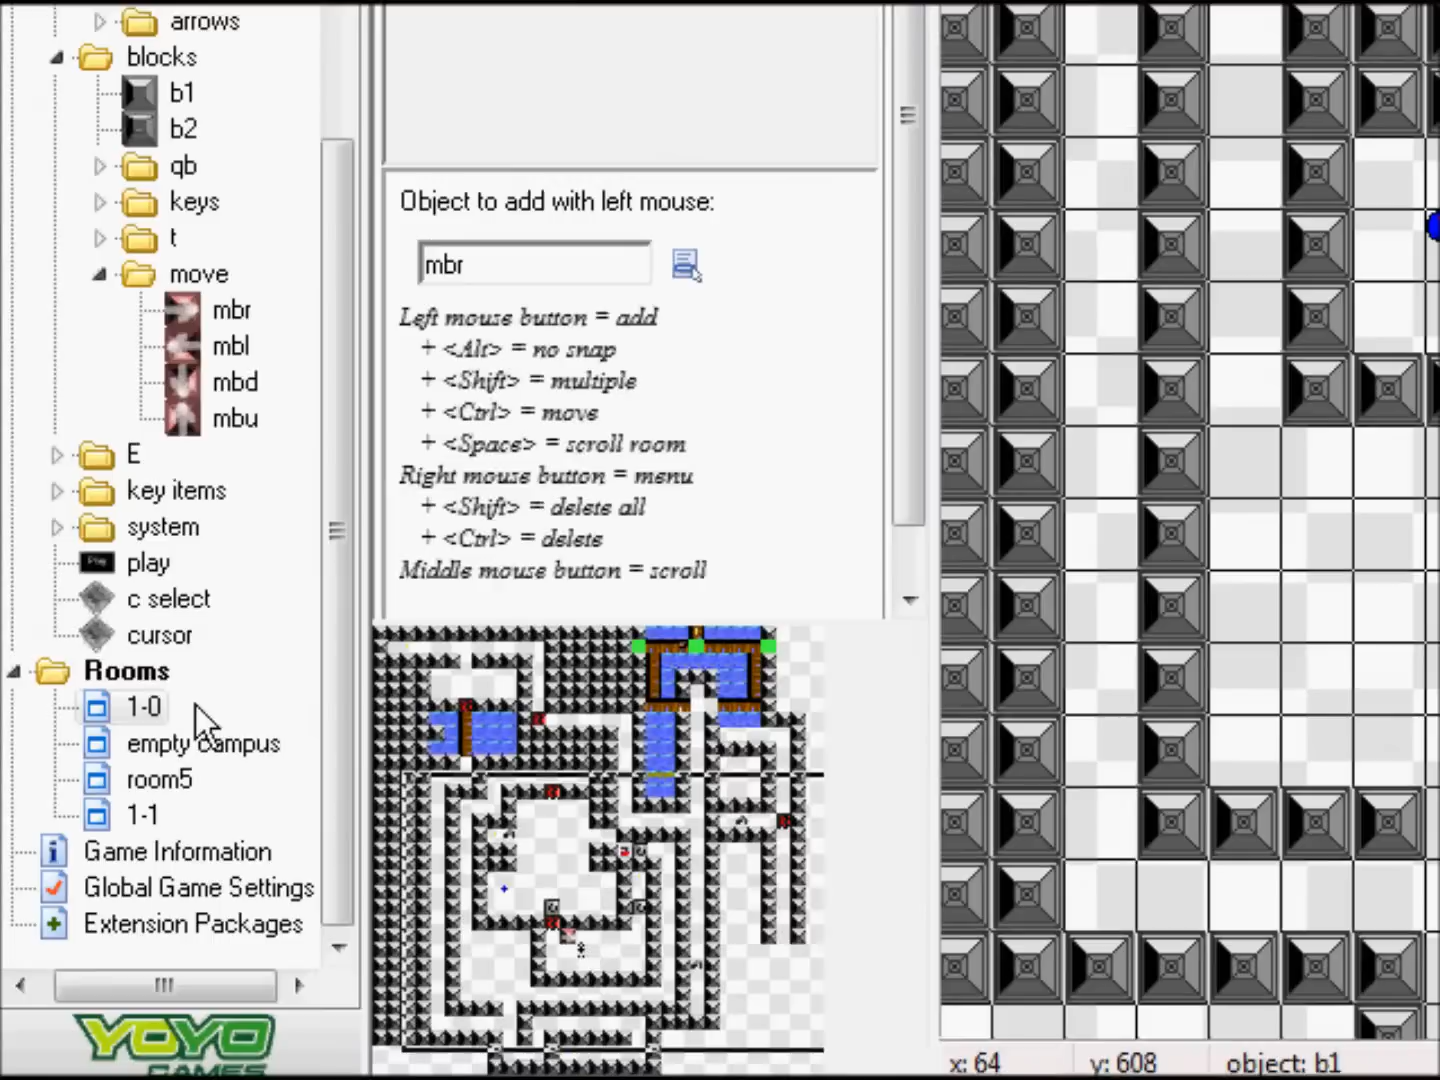 arrows
blocks
b1
b2
qb
keys
t
move
mbr
mbl
mbd
mbu
E
key items
system
play
c select
cursor
Rooms
1-0
empty campus
room5
1-1
Game Information
Global Game Settings
Extension Packages
YOYO
GAMES
Object to add with left mouse:
mbr
Left mouse button = add
+ <Alt> = no snap
+ <Shift> = multiple
+ <Ctrl> = move
+ <Space> = scroll room
Right mouse button = menu
+ <Shift> = delete all
+ <Ctrl> = delete
Middle mouse button = scroll
x: 64
y: 608
object: b1